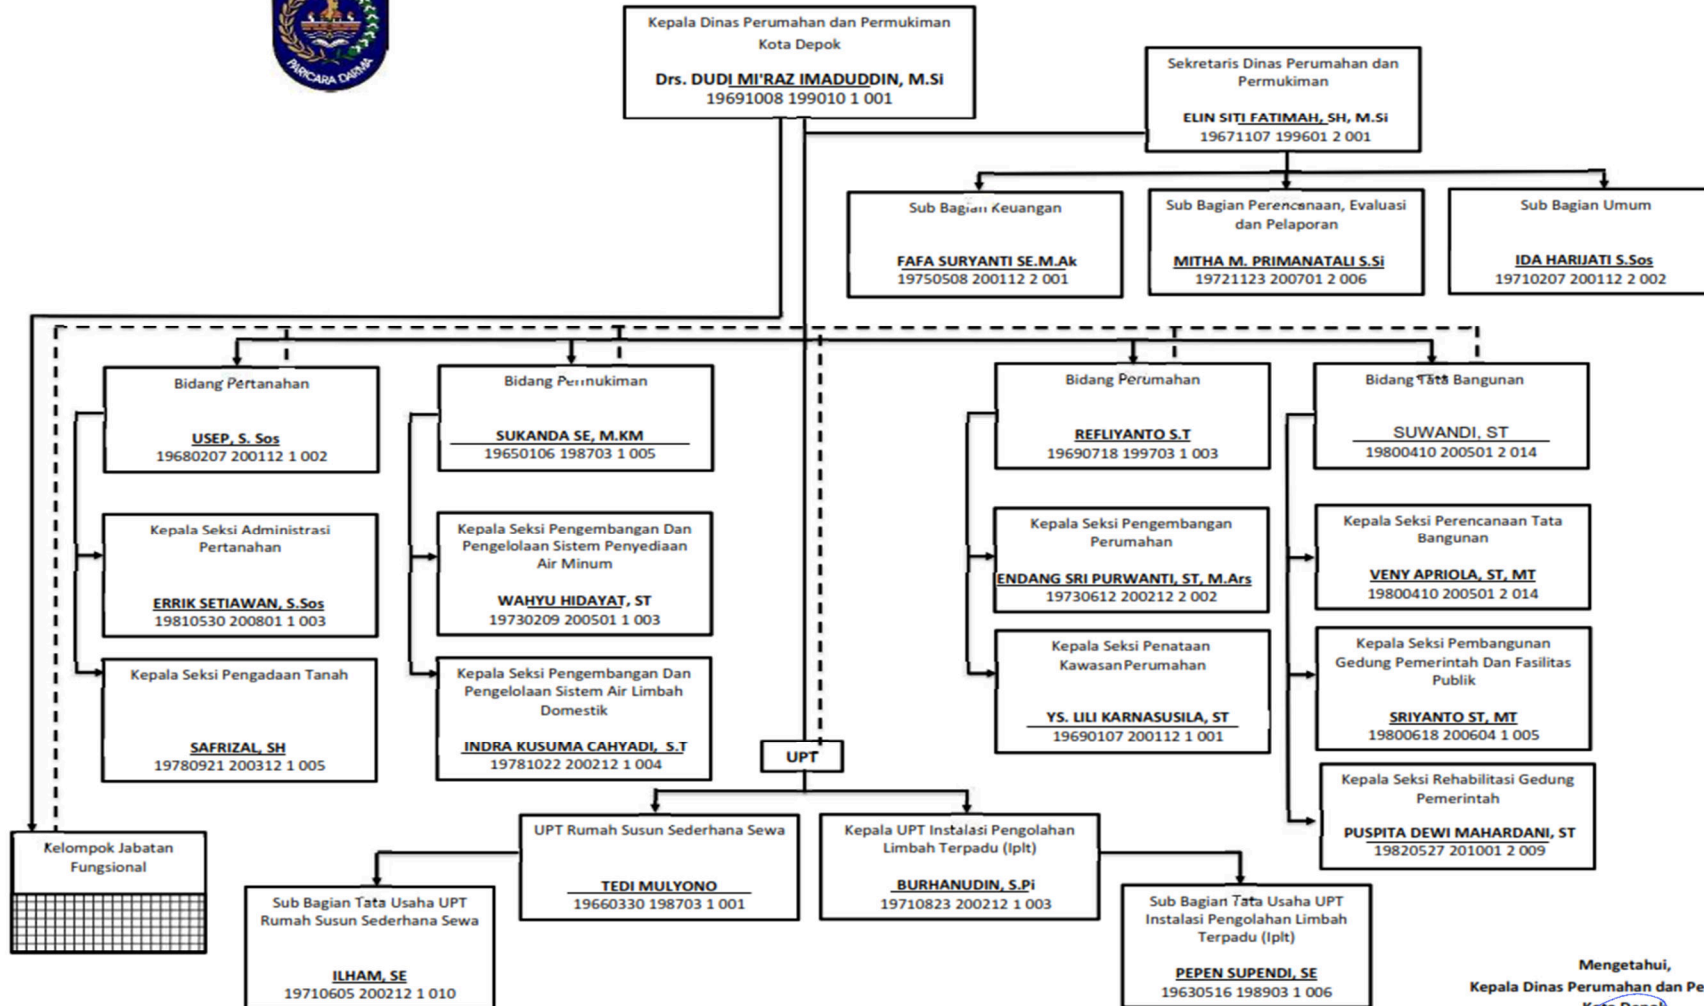 PARICARA DARMA
Kepala Dinas Perumahan dan Permukiman
Kota Depok
Drs. DUDI MI'RAZ IMADUDDIN, M.Si
19691008 199010 1 001
Sekretaris Dinas Perumahan dan
Permukiman
ELIN SITI FATIMAH, SH, M.Si
19671107 199601 2 001
Sub Bagian Keuangan
FAFA SURYANTI SE.M.Ak
19750508 200112 2 001
Sub Bagian Perencanaan, Evaluasi
dan Pelaporan
MITHA M. PRIMANATALI S.Si
19721123 200701 2 006
Sub Bagian Umum
IDA HARIJATI S.Sos
19710207 200112 2 002
Bidang Pertanahan
USEP, S. Sos
19680207 200112 1 002
Bidang Permukiman
SUKANDA SE, M.KM
19650106 198703 1 005
Bidang Perumahan
REFLIYANTO S.T
19690718 199703 1 003
Bidang Tata Bangunan
SUWANDI, ST
19800410 200501 2 014
Kepala Seksi Administrasi
Pertanahan
ERRIK SETIAWAN, S.Sos
19810530 200801 1 003
Kepala Seksi Pengembangan Dan
Pengelolaan Sistem Penyediaan
Air Minum
WAHYU HIDAYAT, ST
19730209 200501 1 003
Kepala Seksi Pengembangan
Perumahan
ENDANG SRI PURWANTI, ST, M.Ars
19730612 200212 2 002
Kepala Seksi Perencanaan Tata
Bangunan
VENY APRIOLA, ST, MT
19800410 200501 2 014
Kepala Seksi Pengadaan Tanah
SAFRIZAL, SH
19780921 200312 1 005
Kepala Seksi Pengembangan Dan
Pengelolaan Sistem Air Limbah
Domestik
INDRA KUSUMA CAHYADI, S.T
19781022 200212 1 004
Kepala Seksi Penataan
Kawasan Perumahan
YS. LILI KARNASUSILA, ST
19690107 200112 1 001
Kepala Seksi Pembangunan
Gedung Pemerintah Dan Fasilitas
Publik
SRIYANTO ST, MT
19800618 200604 1 005
UPT
Kepala Seksi Rehabilitasi Gedung
Pemerintah
PUSPITA DEWI MAHARDANI, ST
19820527 201001 2 009
Kelompok Jabatan
Fungsional
UPT Rumah Susun Sederhana Sewa
TEDI MULYONO
19660330 198703 1 001
Kepala UPT Instalasi Pengolahan
Limbah Terpadu (Iplt)
BURHANUDIN, S.Pi
19710823 200212 1 003
Sub Bagian Tata Usaha UPT
Rumah Susun Sederhana Sewa
ILHAM, SE
19710605 200212 1 010
Sub Bagian Tata Usaha UPT
Instalasi Pengolahan Limbah
Terpadu (Iplt)
PEPEN SUPENDI, SE
19630516 198903 1 006
Mengetahui,
Kepala Dinas Perumahan dan Pe